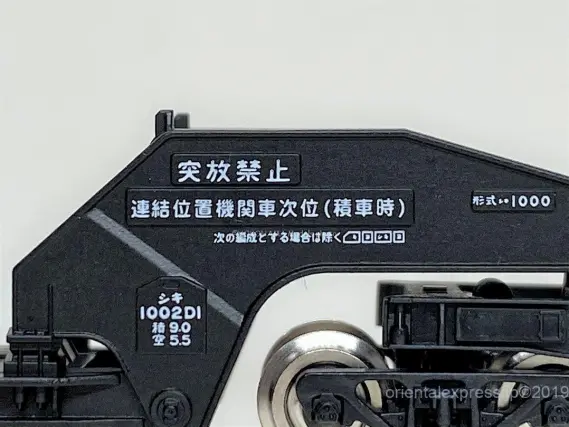 突放禁止
連結位置機関車次位(積車時)
形式シキ1000
次の編成とする場合は除く
シキ
1002D1
積 9.0
空 5.5
orientalexpress.jp©2019